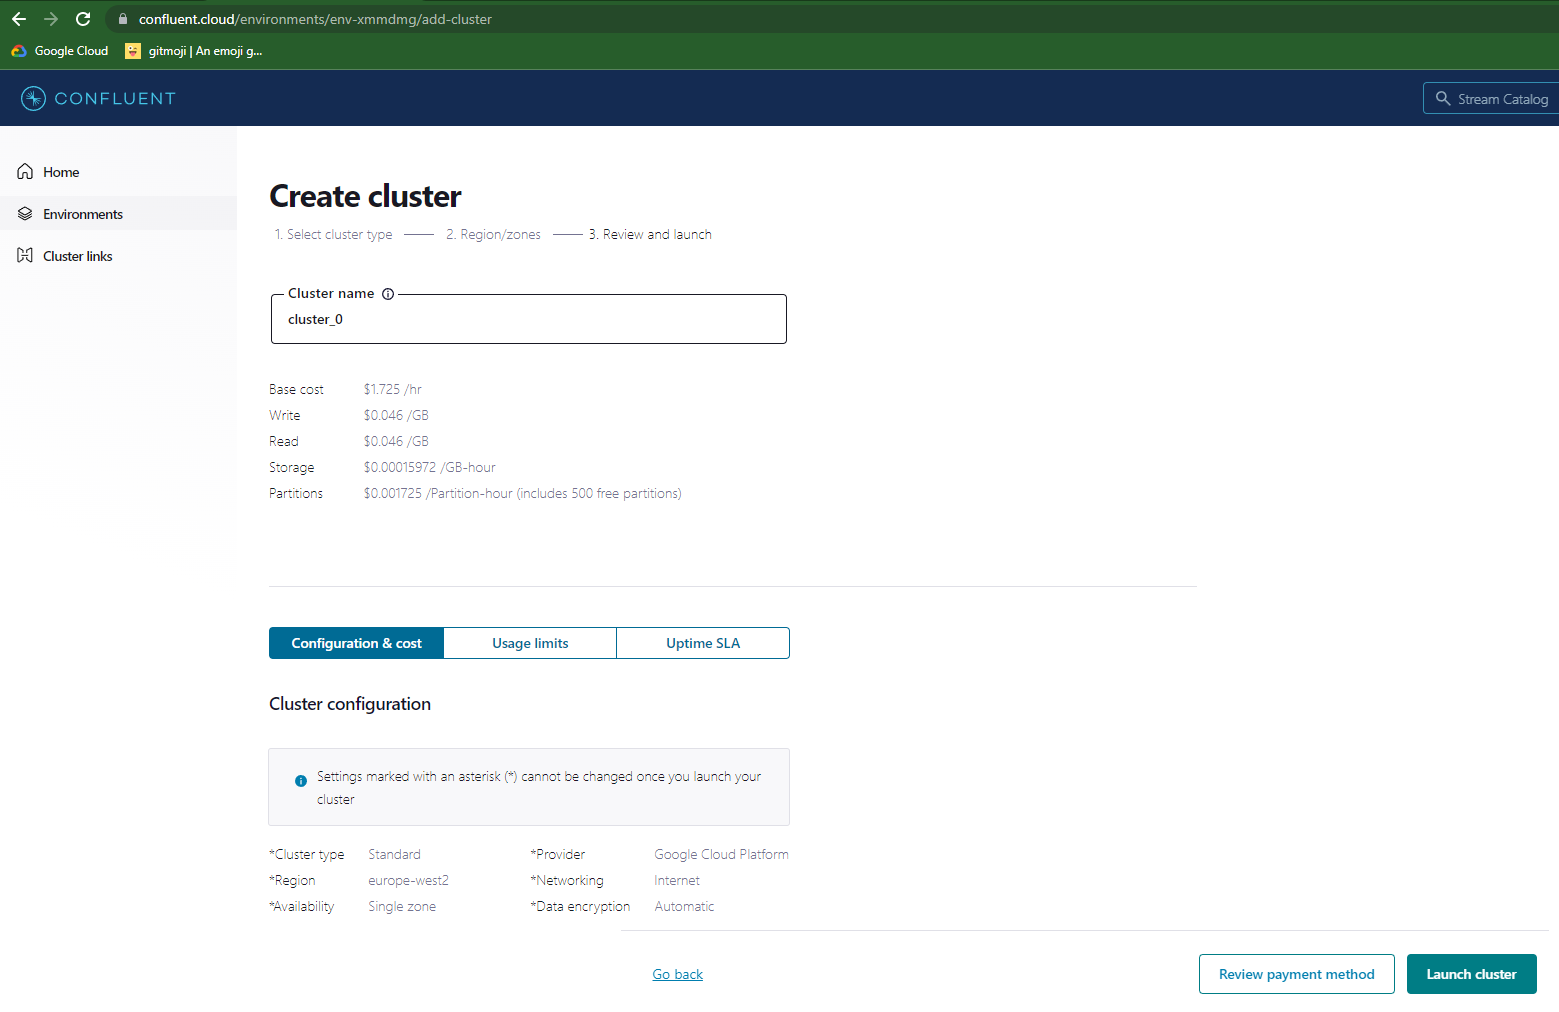 confluent.cloud/environments/env-xmmdmg/add-cluster
Google Cloud
gitmoji | An emoji g...
CONFLUENT
Stream Catalog
Home
Environments
Cluster links
Create cluster
1. Select cluster type
2. Region/zones
3. Review and launch
Cluster name
cluster_0
Base cost $1.725 /hr
Write $0.046 /GB
Read $0.046 /GB
Storage $0.00015972 /GB-hour
Partitions $0.001725 /Partition-hour (includes 500 free partitions)
Configuration & cost
Usage limits
Uptime SLA
Cluster configuration
Settings marked with an asterisk (*) cannot be changed once you launch your
cluster
*Cluster type Standard *Provider Google Cloud Platform
*Region europe-west2 *Networking Internet
*Availability Single zone *Data encryption Automatic
Go back
Review payment method
Launch cluster